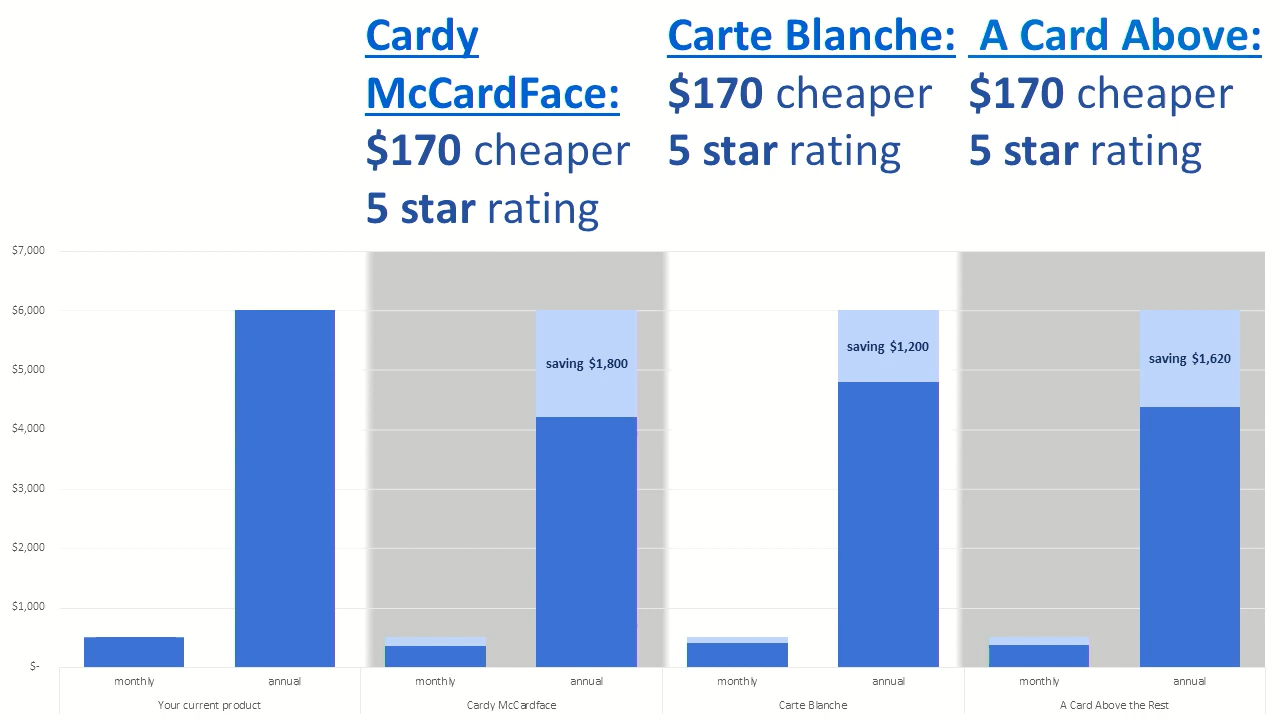 Cardy
McCardFace:
$170 cheaper
5 star rating
Carte Blanche:
$170 cheaper
5 star rating
A Card Above:
$170 cheaper
5 star rating
$7,000
$6,000
$5,000
$4,000
$3,000
$2,000
$1,000
$-
saving $1,800
saving $1,200
saving $1,620
monthly annual monthly annual monthly annual monthly annual
Your current product Cardy McCardface Carte Blanche A Card Above the Rest